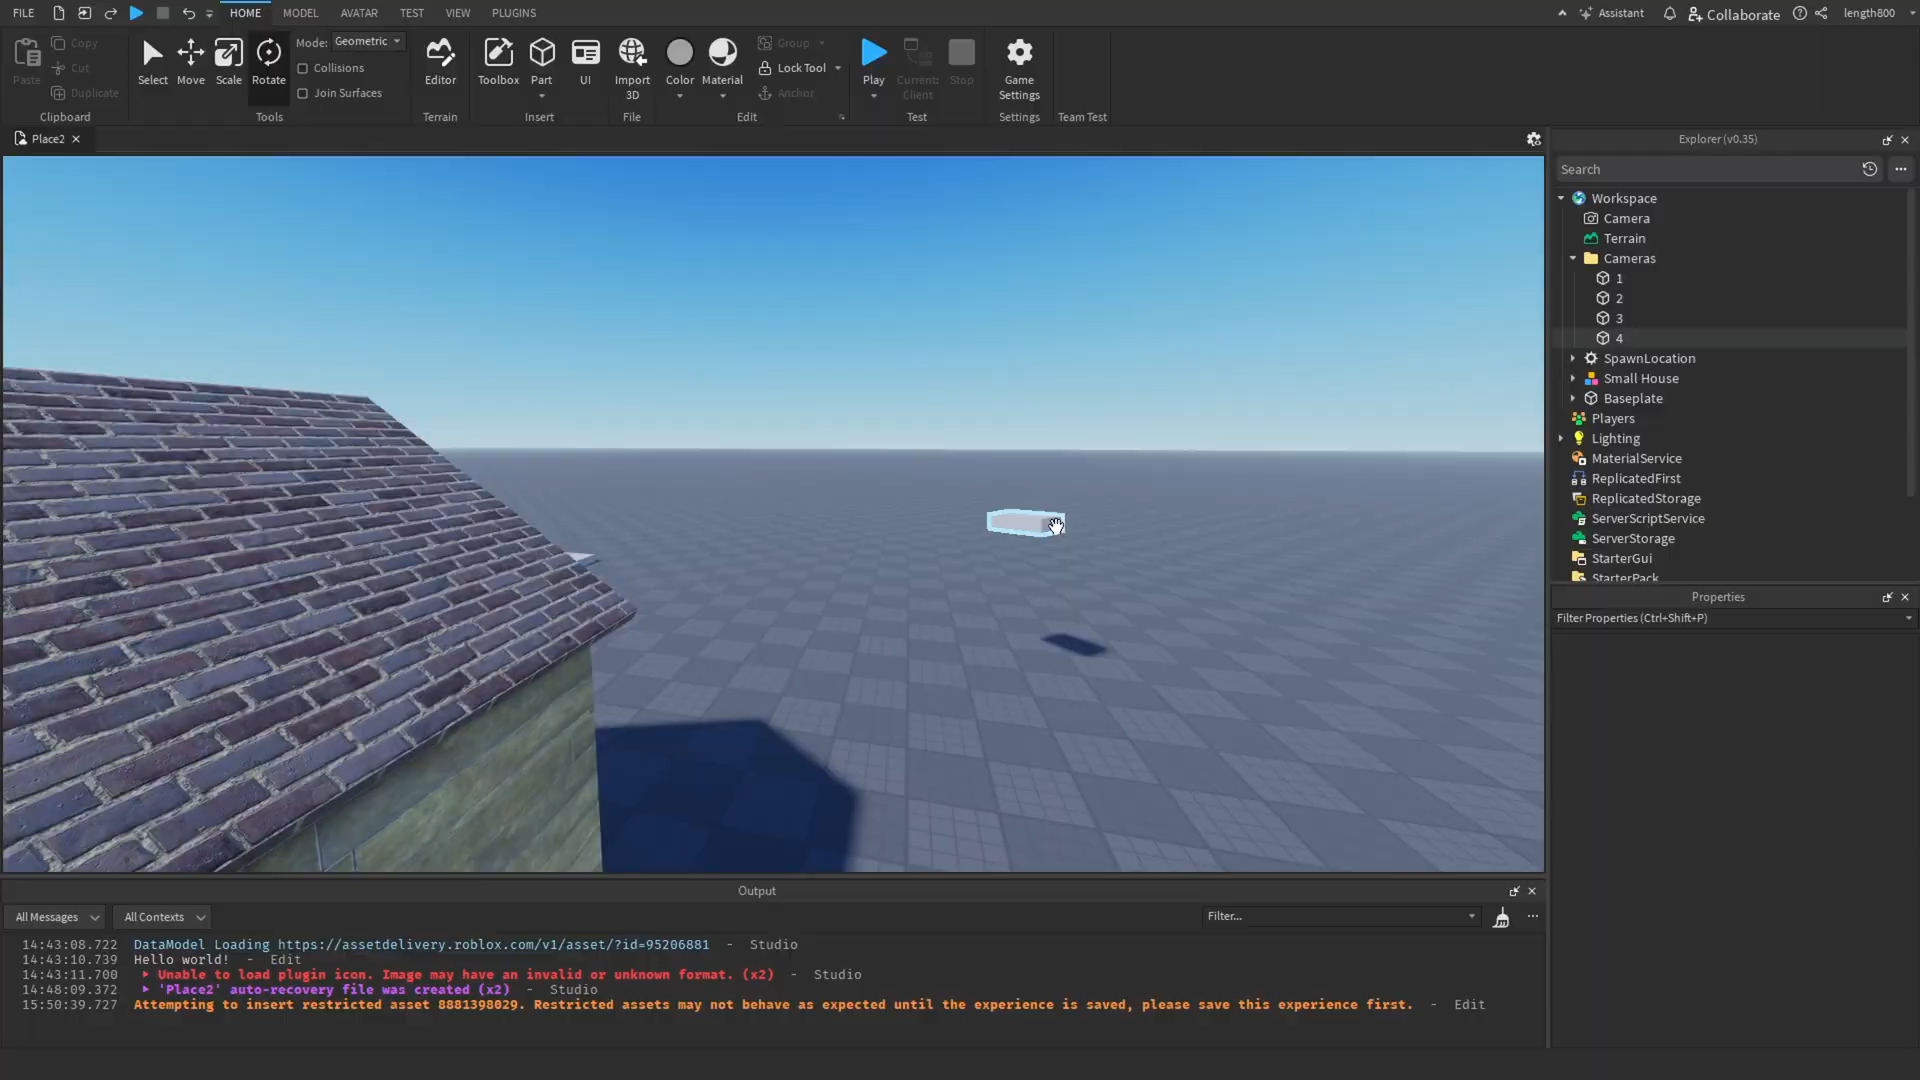 FILE HOME MODEL AVATAR TEST VIEW PLUGINS Assistant Collaborate length800
Paste Copy Cut Duplicate Clipboard
Select Move Scale Rotate Mode: Geometric Collisions Join Surfaces Tools
Editor Terrain
Toolbox Part UI Insert
Import 3D File
Color Material Group Lock Tool Anchor Edit
Play Current: Client Stop Test
Game Settings Settings
Team Test
Place2
Explorer (v0.35)
Search
Workspace
Camera
Terrain
Cameras
1
2
3
4
SpawnLocation
Small House
Baseplate
Players
Lighting
MaterialService
ReplicatedFirst
ReplicatedStorage
ServerScriptService
ServerStorage
StarterGui
StarterPack
Properties
Filter Properties (Ctrl+Shift+P)
Output
All Messages All Contexts Filter...
14:43:08.722 DataModel Loading https://assetdelivery.roblox.com/v1/asset/?id=95206881 - Studio
14:43:10.739 Hello world! - Edit
14:43:11.700 Unable to load plugin icon. Image may have an invalid or unknown format. (x2) - Studio
14:48:09.372 'Place2' auto-recovery file was created (x2) - Studio
15:50:39.727 Attempting to insert restricted asset 8881398029. Restricted assets may not behave as expected until the experience is saved, please save this experience first. - Edit